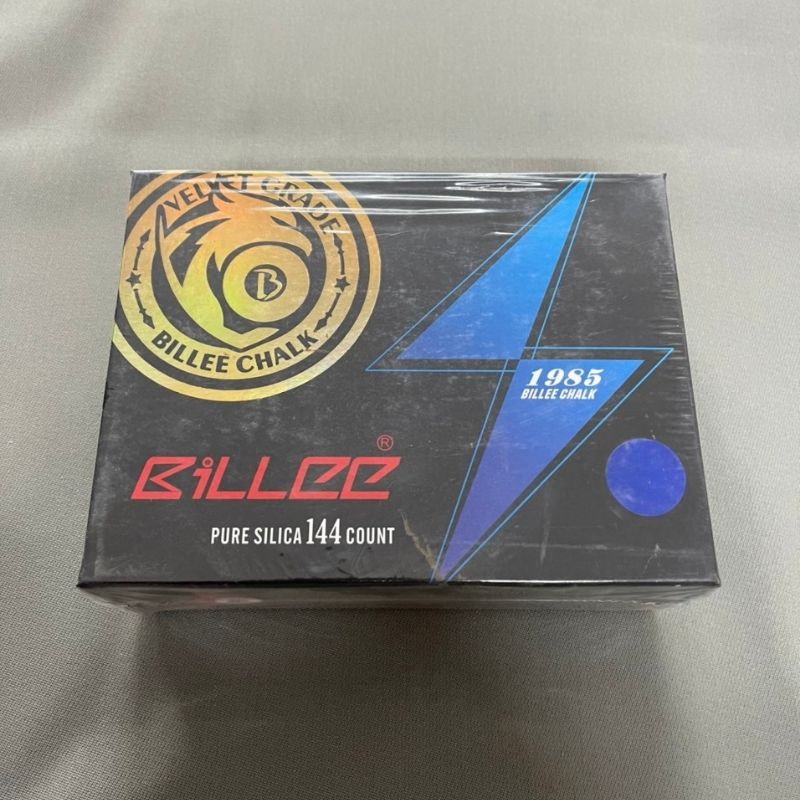 VELVET GRADE
B
BILLEE CHALK
1985
BILLEE CHALK
BiLLee®
PURE SILICA 144 COUNT